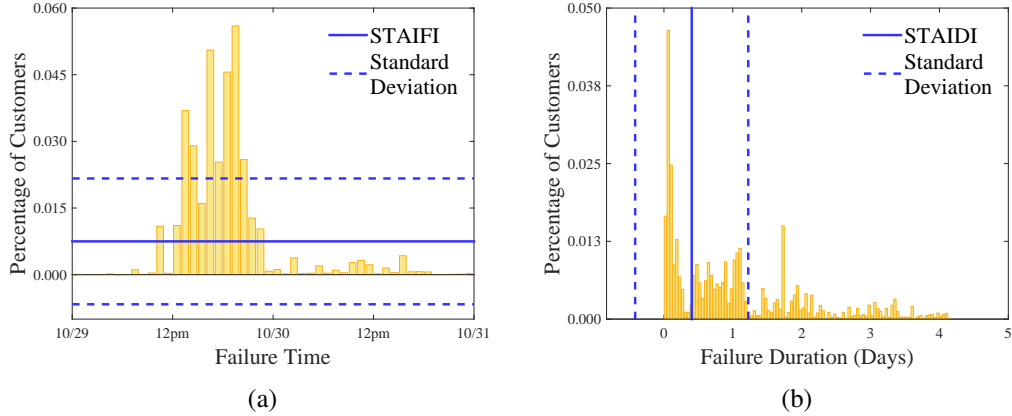 0.060
0.045
0.030
0.015
0.000
Percentage of Customers
STAIFI
Standard
Deviation
10/29
12pm
10/30
12pm
10/31
Failure Time
(a)
0.050
0.038
0.025
0.013
0.000
Percentage of Customers
STAIDI
Standard
Deviation
0
1
2
3
4
5
Failure Duration (Days)
(b)